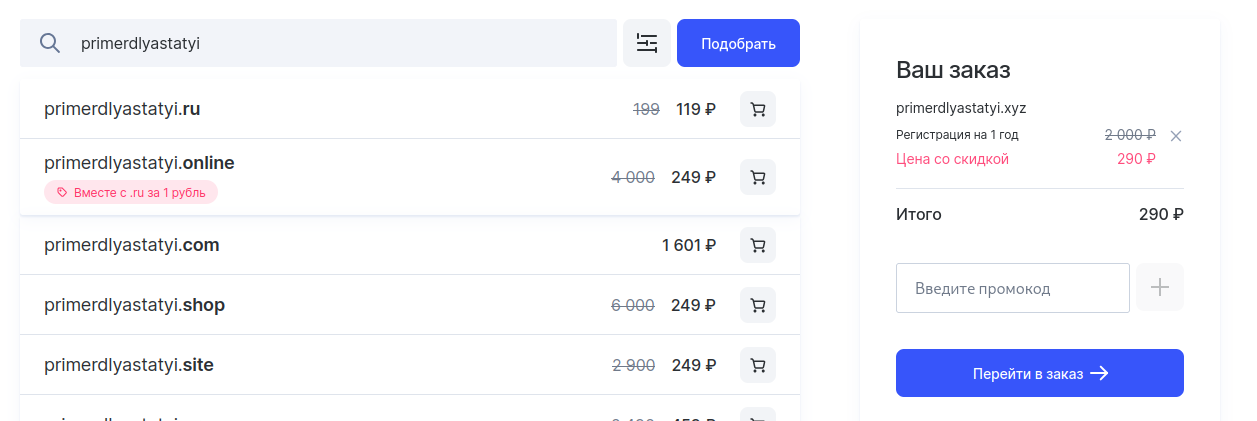 primerdlyastatyi
Подобрать
primerdlyastatyi.ru
199 119 ₽
primerdlyastatyi.online
4 000 249 ₽
Вместе с .ru за 1 рубль
primerdlyastatyi.com
1 601 ₽
primerdlyastatyi.shop
6 000 249 ₽
primerdlyastatyi.site
2 900 249 ₽
Ваш заказ
primerdlyastatyi.xyz
Регистрация на 1 год 2 000 ₽
Цена со скидкой 290 ₽
Итого 290 ₽
Введите промокод
Перейти в заказ